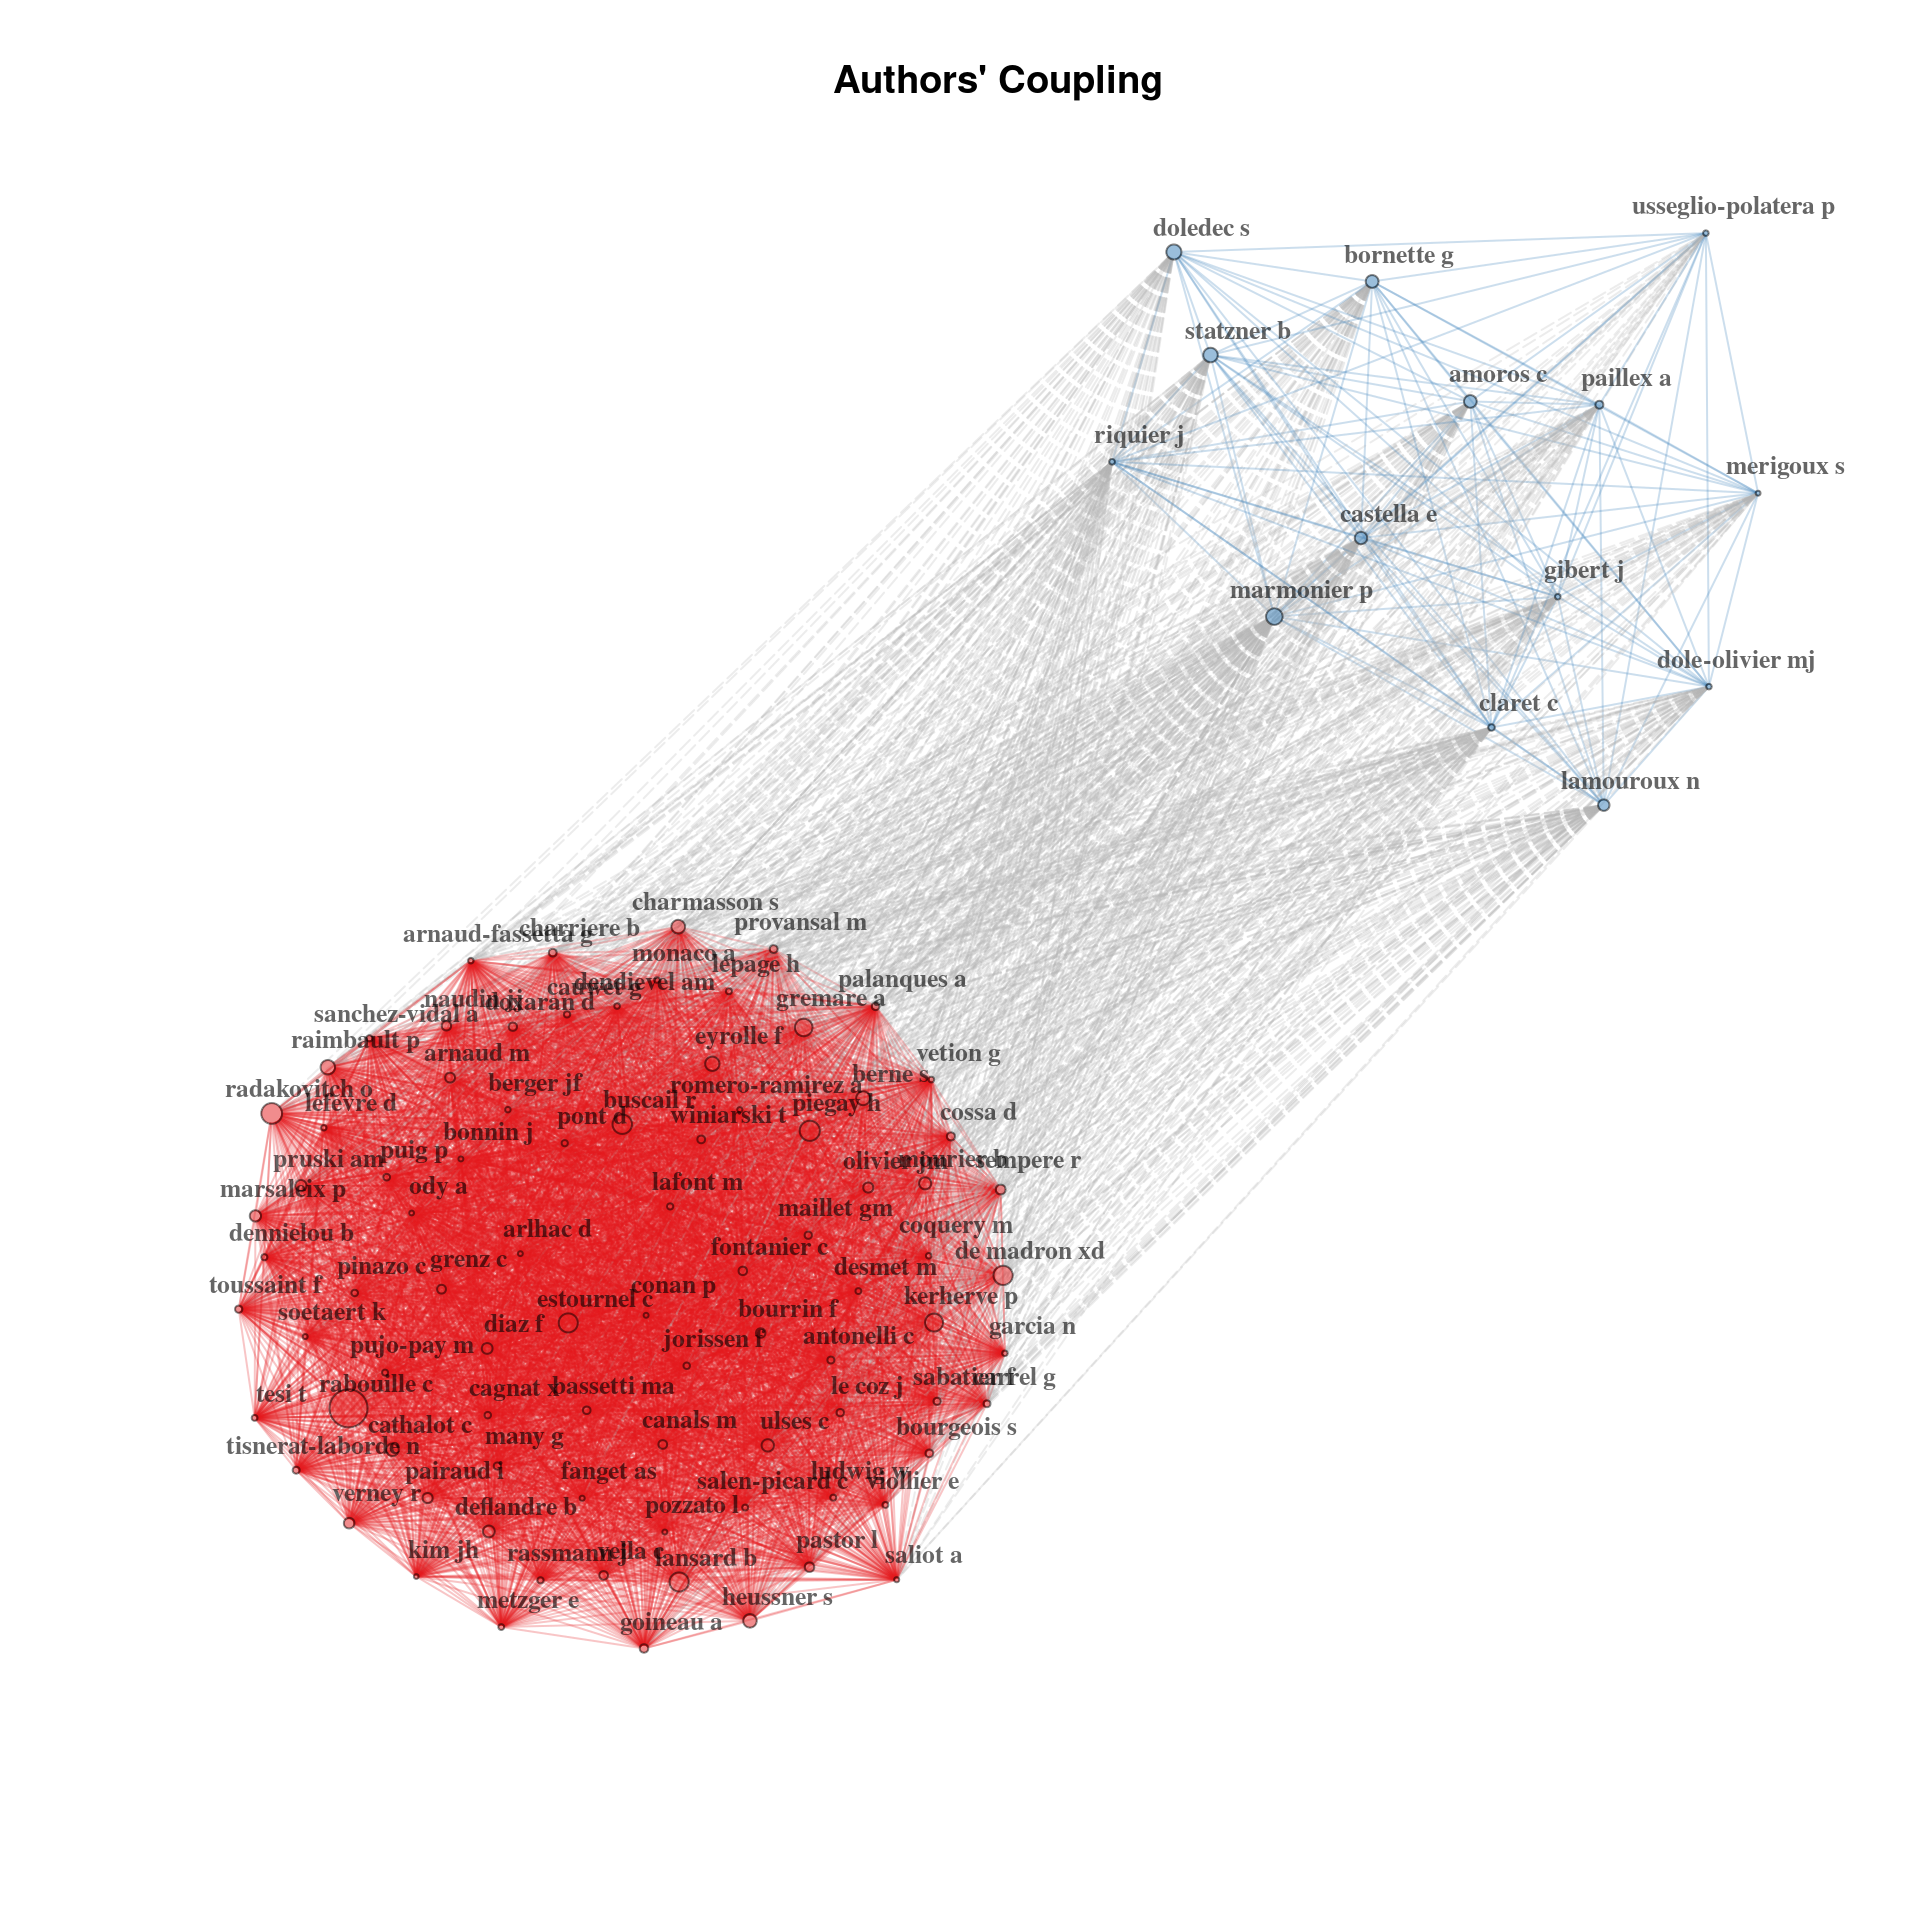 Authors' Coupling
usseglio-polatera p
doledec s
bornette g
statzner b
amoros c
paillex a
riquier j
merigoux s
castella e
gibert j
marmonier p
dole-olivier mj
claret c
lamouroux n
charmasson s
provansal m
charriere b
arnaud-fassetta g
monaco a
lepage h
palanques a
dendievel am
cauwet g
gremare a
naudin jj
doxaran d
sanchez-vidal a
eyrolle f
raimbault p
arnaud m
vetion g
berne s
berger jf
romero-ramirez a
radakovitch o
lefevre d
buscail r
piegay h
cossa d
pont d
winiarski t
bonnin j
puig p
pruski am
olivier jm
mourier b
sempere r
marsaleix p
ody a
lafont m
maillet gm
coquery m
dennielou b
arlhac d
fontanier c
de madron xd
grenz c
pinazo c
desmet m
toussaint f
conan p
kerherve p
estournel c
soetaert k
bourrin f
diaz f
garcia n
jorissen f
antonelli c
pujo-pay m
rabouille c
cagnat x
bassetti ma
le coz j
sabatier f
carrel g
tesi t
cathalot c
canals m
ulses c
bourgeois s
tisnerat-laborde n
many g
pairaud i
fanget as
salen-picard c
ludwig w
viollier e
verney r
deflandre b
pozzato l
pastor l
kim jh
rassmann j
vella c
lansard b
saliot a
metzger e
heussner s
goineau a